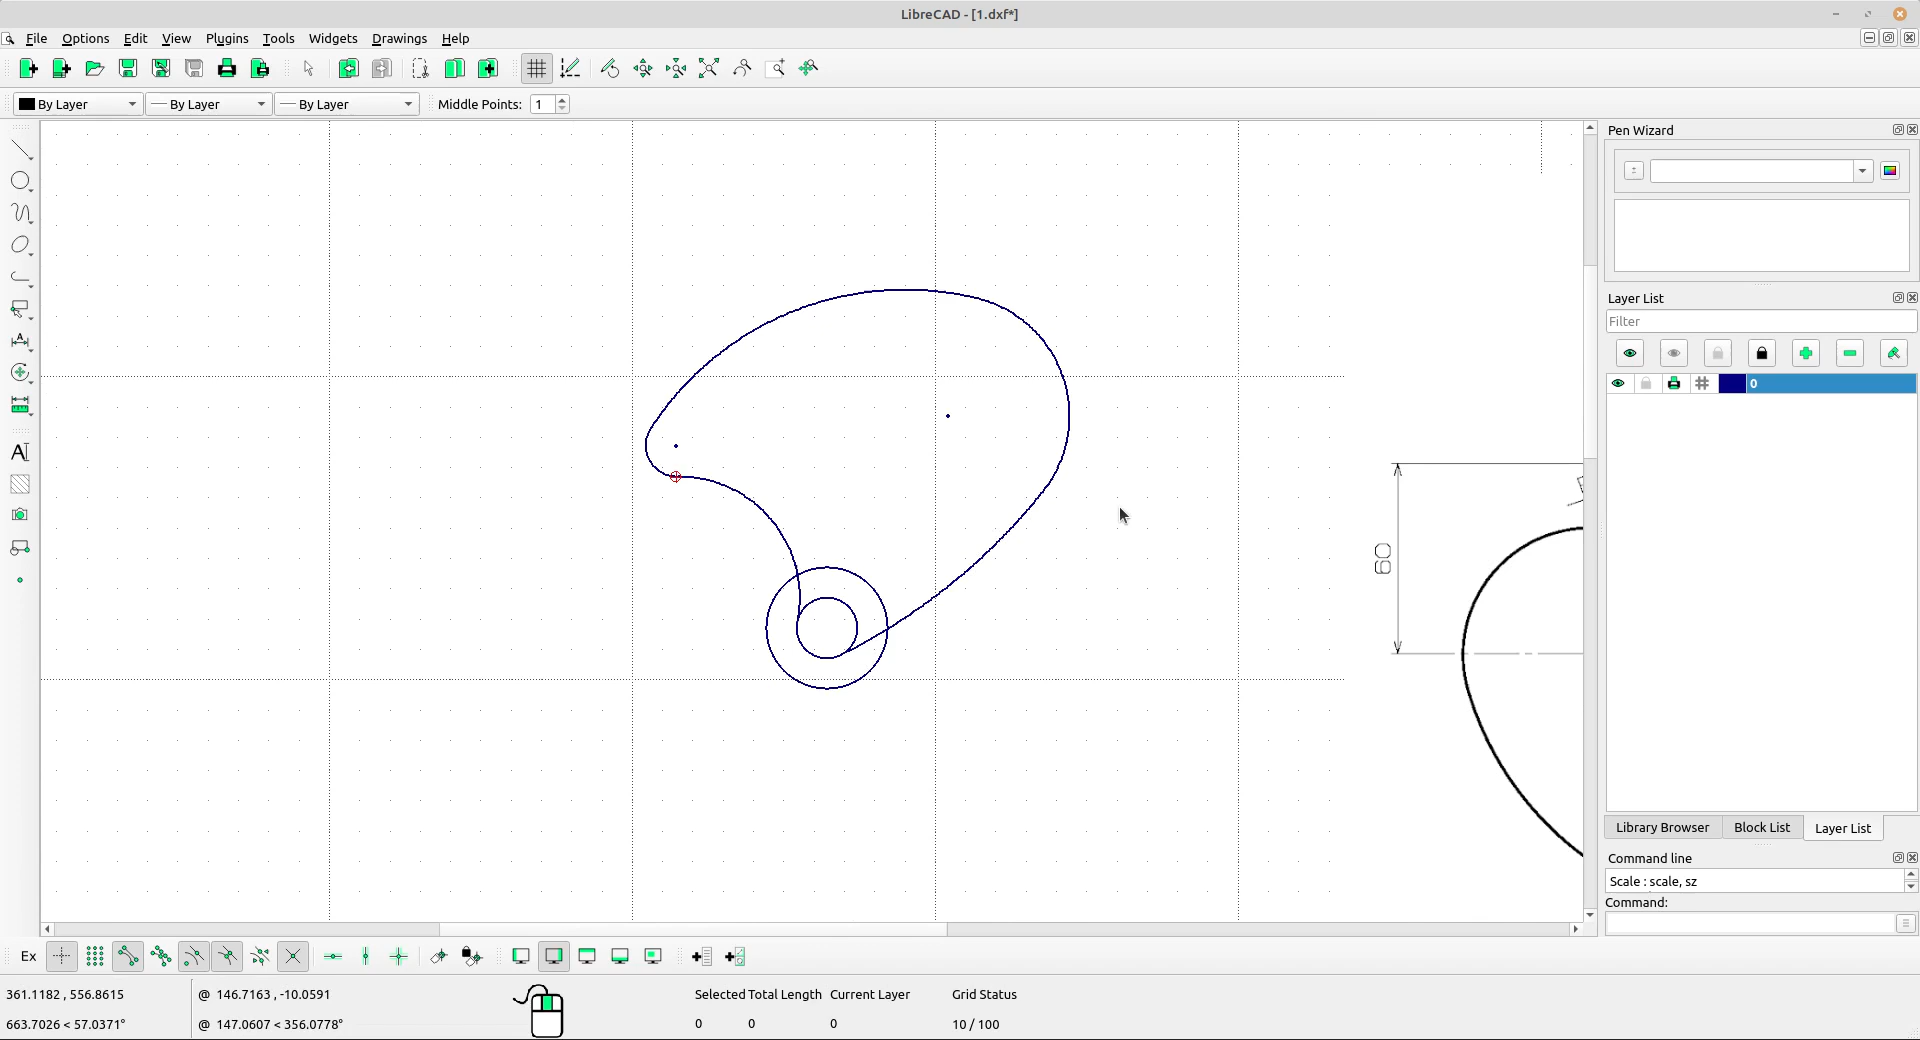 LibreCAD - [1.dxf*]
File Options Edit View Plugins Tools Widgets Drawings Help
By Layer By Layer By Layer Middle Points: 1
Pen Wizard
Layer List
Filter
0
60
Library Browser Block List Layer List
Command line
Scale : scale, sz
Command:
Ex
361.1182 , 556.8615 @ 146.7163 , -10.0591 Selected Total Length Current Layer Grid Status
663.7026 < 57.0371° @ 147.0607 < 356.0778° 0 0 0 10 / 100